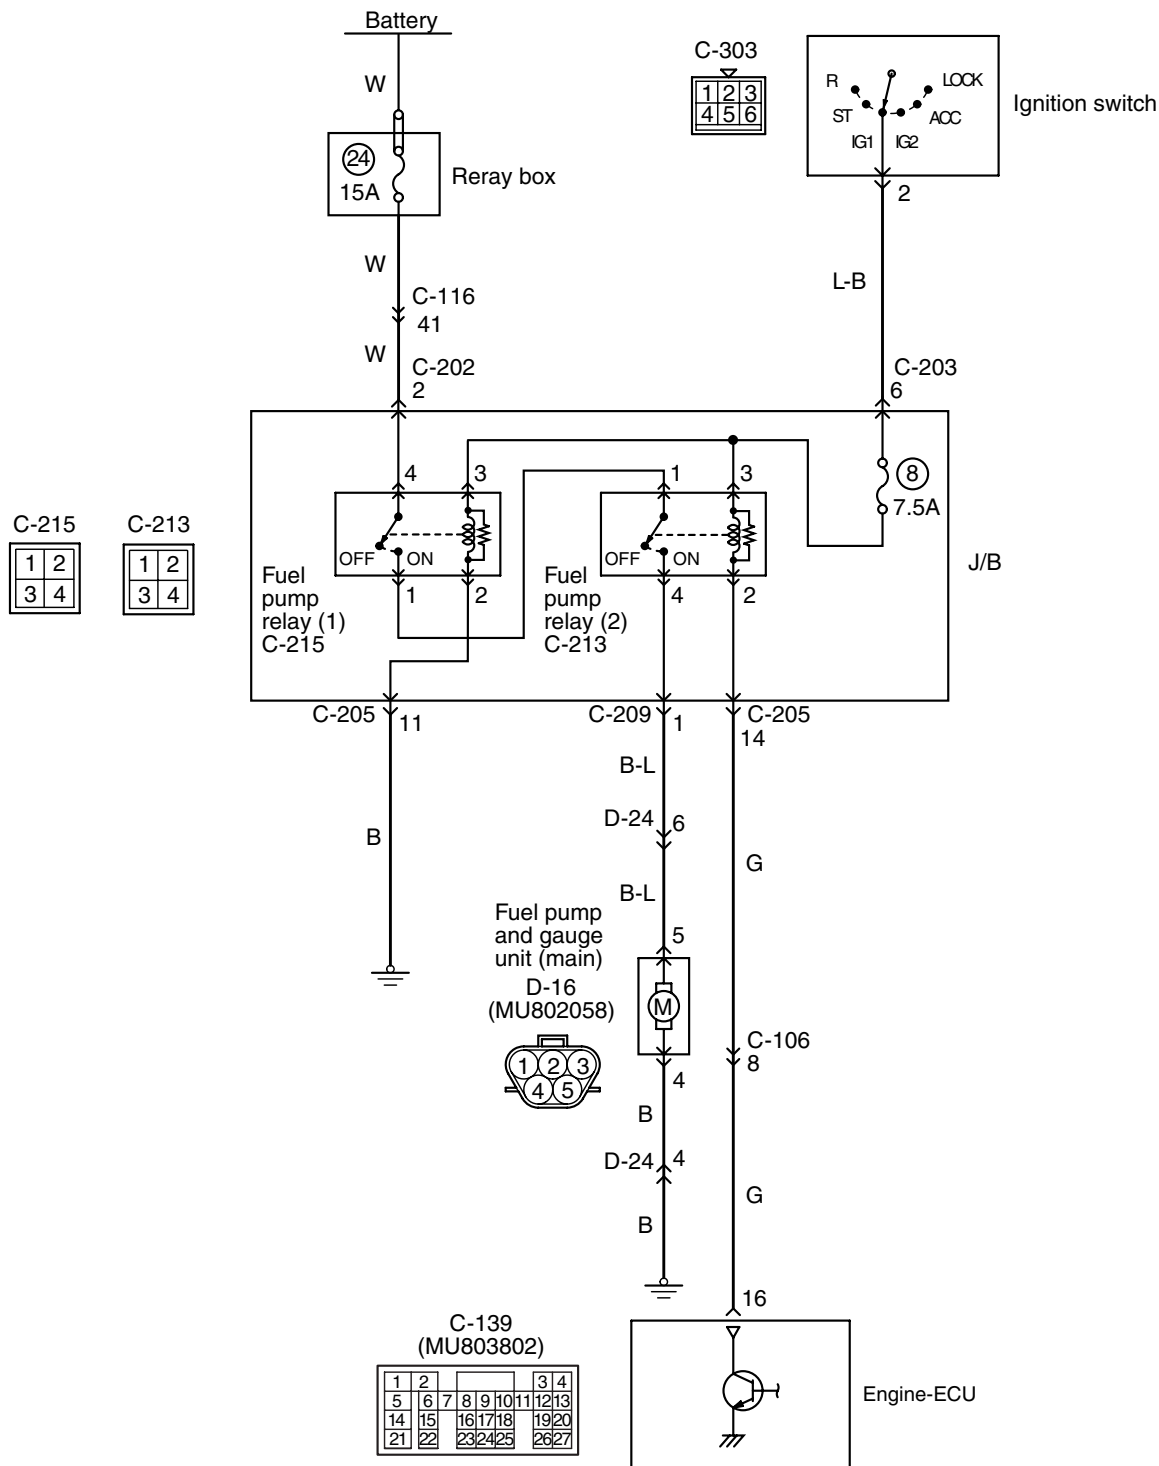 Battery
W
24
15A
Reray box
W
C-116
41
W
C-202
2
C-303
1 2 3
4 5 6
R
ST
IG1
IG2
ACC
LOCK
Ignition switch
2
L-B
C-203
6
8
7.5A
J/B
4
3
1
3
OFF
ON
OFF
ON
1
2
4
2
Fuel
pump
relay (1)
C-215
Fuel
pump
relay (2)
C-213
C-215
1 2
3 4
C-213
1 2
3 4
C-205
11
C-209
1
C-205
14
B
B-L
D-24
6
B-L
G
5
Fuel pump
and gauge
unit (main)
D-16
(MU802058)
1 2 3
4 5
M
4
B
D-24
4
B
C-106
8
G
16
C-139
(MU803802)
1 2 3 4
5 6 7 8 9 10 11 12 13
14 15 16 17 18 19 20
21 22 23 24 25 26 27
Engine-ECU